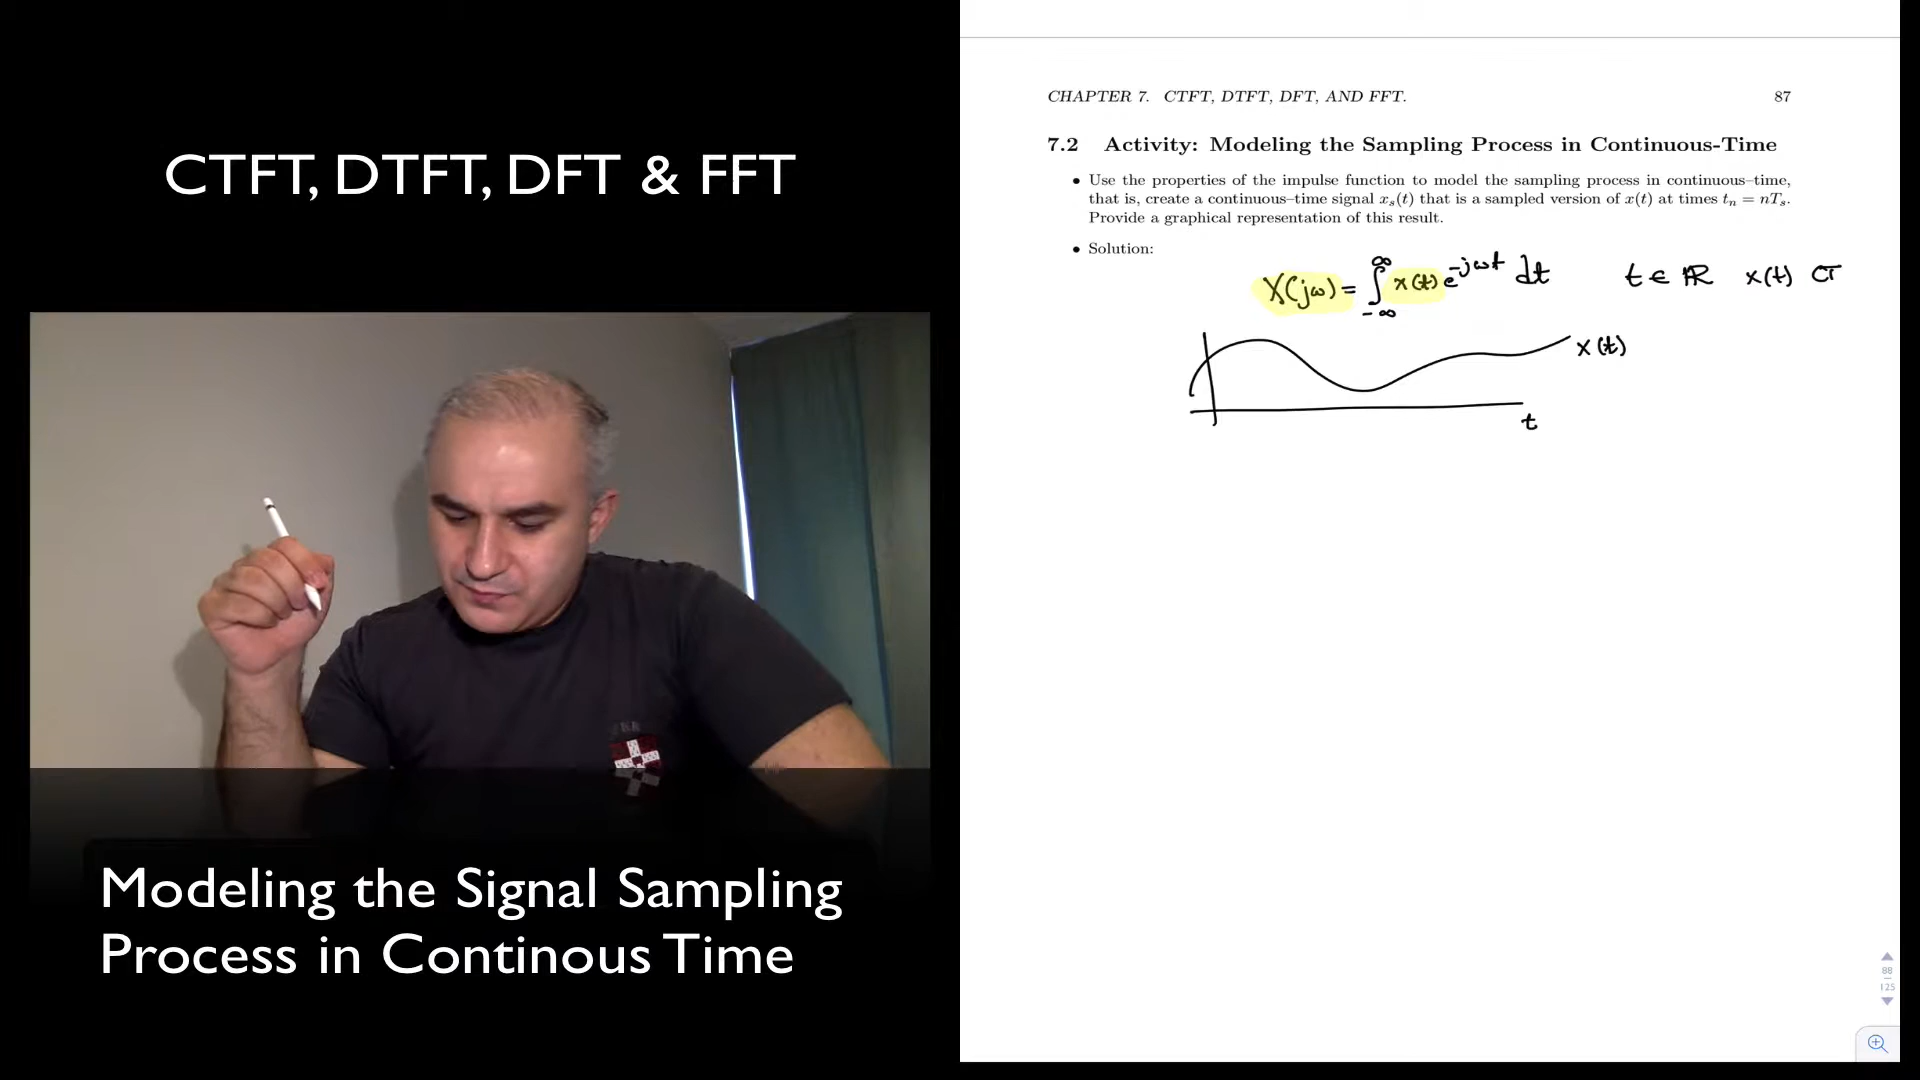 CTFT, DTFT, DFT & FFT
Modeling the Signal Sampling
Process in Continous Time
CHAPTER 7. CTFT, DTFT, DFT, AND FFT. 87
7.2 Activity: Modeling the Sampling Process in Continuous-Time
• Use the properties of the impulse function to model the sampling process in continuous–time,
that is, create a continuous–time signal xₛ(t) that is a sampled version of x(t) at times tₙ = nTₛ.
Provide a graphical representation of this result.
• Solution:
X(jω) = ∫_{-∞}^{∞} x(t) e^{-jωt} dt t ∈ ℝ x(t) CT
x(t)
t
88
125